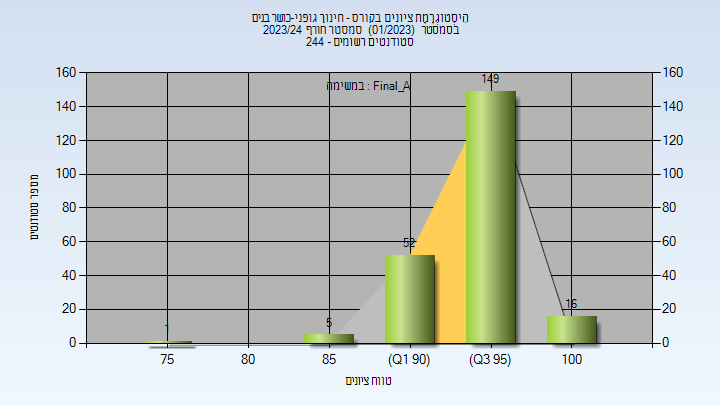 היסטוגרמת ציונים בקורס - חינוך גופני-כושר בנים
בסמסטר (01/2023) סמסטר חורף 2023/24
סטודנטים רשומים - 244
במשימה : Final_A
מספר סטודנטים
160 160
140 140
120 120
100 100
80 80
60 60
40 40
20 20
0 0
1
5
52
149
16
75 80 85 (Q1 90) (Q3 95) 100
טווח ציונים